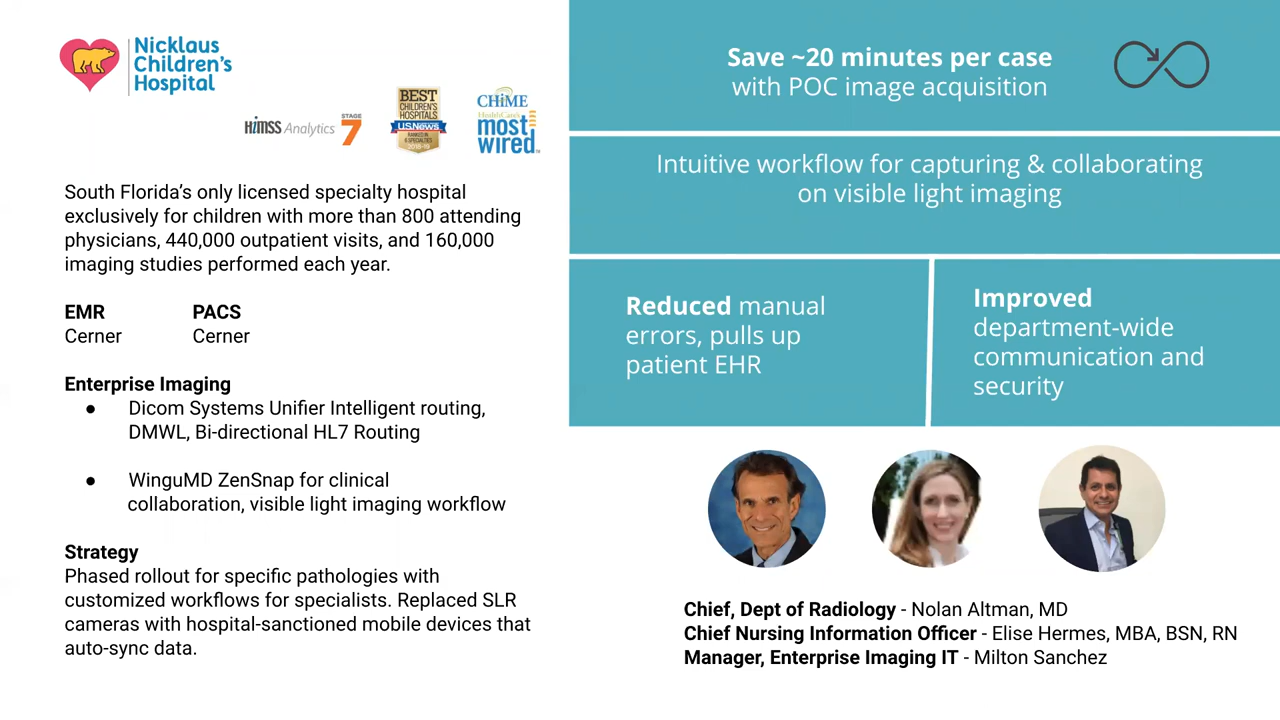 Nicklaus
Children's
Hospital
HiMSS Analytics STAGE 7
BEST
CHILDREN'S
HOSPITALS
U.S.News
RANKED IN
2018-19
CHiME
HealthCare's
most
wired
South Florida's only licensed specialty hospital
exclusively for children with more than 800 attending
physicians, 440,000 outpatient visits, and 160,000
imaging studies performed each year.
EMR PACS
Cerner Cerner
Enterprise Imaging
● Dicom Systems Unifier Intelligent routing,
DMWL, Bi-directional HL7 Routing
● WinguMD ZenSnap for clinical
collaboration, visible light imaging workflow
Strategy
Phased rollout for specific pathologies with
customized workflows for specialists. Replaced SLR
cameras with hospital-sanctioned mobile devices that
auto-sync data.
Save ~20 minutes per case
with POC image acquisition
Intuitive workflow for capturing & collaborating
on visible light imaging
Reduced manual
errors, pulls up
patient EHR
Improved
department-wide
communication and
security
Chief, Dept of Radiology - Nolan Altman, MD
Chief Nursing Information Officer - Elise Hermes, MBA, BSN, RN
Manager, Enterprise Imaging IT - Milton Sanchez